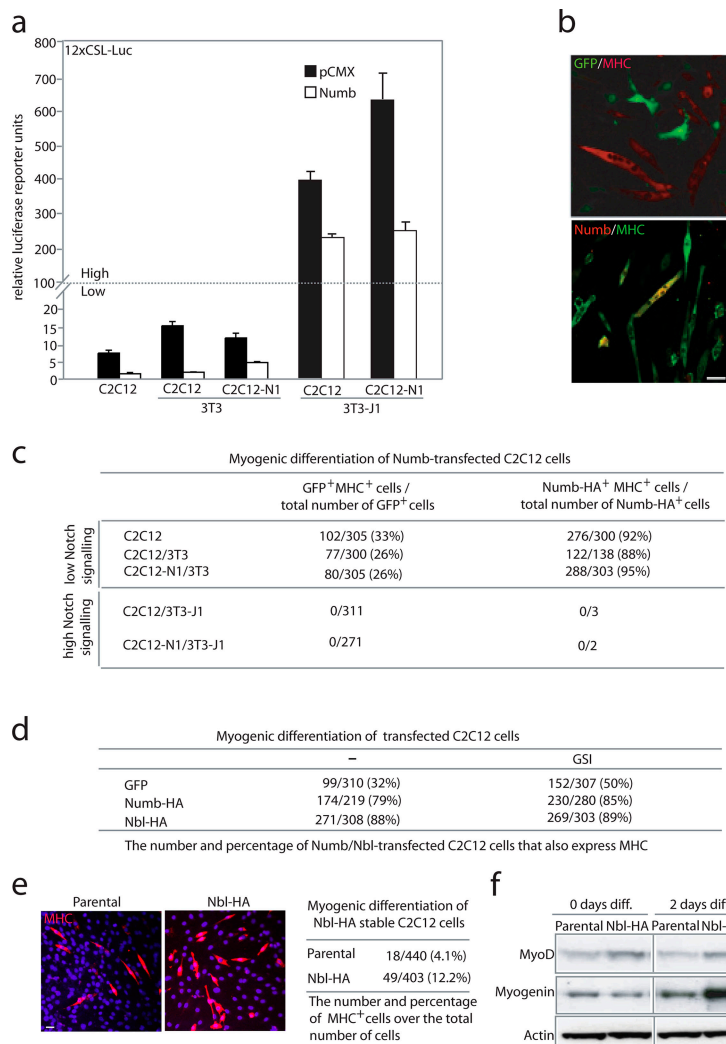 a
12xCSL-Luc
relative luciferase reporter units
800
700
600
500
400
300
200
100
20
15
10
5
0
pCMX
Numb
High
Low
C2C12
C2C12
C2C12-N1
C2C12
C2C12-N1
3T3
3T3-J1
b
GFP/MHC
Numb/MHC
c
Myogenic differentiation of Numb-transfected C2C12 cells
GFP+MHC+ cells / total number of GFP+ cells
Numb-HA+ MHC+ cells / total number of Numb-HA+ cells
low Notch signalling
C2C12 102/305 (33%) 276/300 (92%)
C2C12/3T3 77/300 (26%) 122/138 (88%)
C2C12-N1/3T3 80/305 (26%) 288/303 (95%)
high Notch signalling
C2C12/3T3-J1 0/311 0/3
C2C12-N1/3T3-J1 0/271 0/2
d
Myogenic differentiation of transfected C2C12 cells
– GSI
GFP 99/310 (32%) 152/307 (50%)
Numb-HA 174/219 (79%) 230/280 (85%)
Nbl-HA 271/308 (88%) 269/303 (89%)
The number and percentage of Numb/Nbl-transfected C2C12 cells that also express MHC
e
Parental
Nbl-HA
MHC
Myogenic differentiation of
Nbl-HA stable C2C12 cells
Parental 18/440 (4.1%)
Nbl-HA 49/403 (12.2%)
The number and percentage
of MHC+cells over the total
number of cells
f
0 days diff.
2 days dif
Parental Nbl-HA
Parental Nbl-
MyoD
Myogenin
Actin